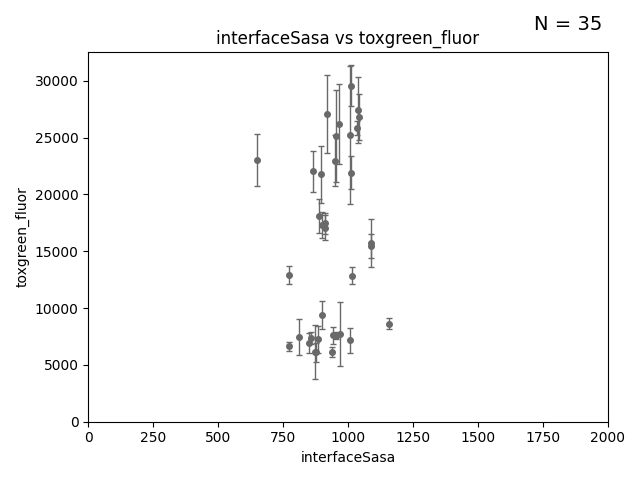 N = 35
interfaceSasa vs toxgreen_fluor
30000
25000
20000
15000
10000
5000
0
toxgreen_fluor
0 250 500 750 1000 1250 1500 1750 2000
interfaceSasa